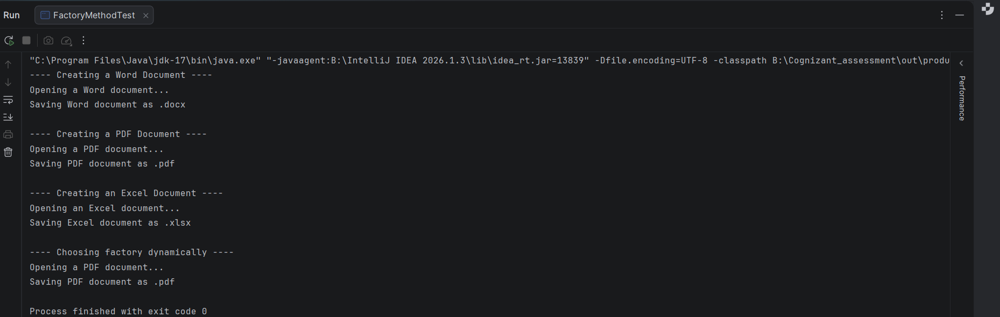 Run FactoryMethodTest
"C:\Program Files\Java\jdk-17\bin\java.exe" "-javaagent:B:\IntelliJ IDEA 2026.1.3\lib\idea_rt.jar=13839" -Dfile.encoding=UTF-8 -classpath B:\Cognizant_assessment\out\produ
---- Creating a Word Document ----
Opening a Word document...
Saving Word document as .docx
---- Creating a PDF Document ----
Opening a PDF document...
Saving PDF document as .pdf
---- Creating an Excel Document ----
Opening an Excel document...
Saving Excel document as .xlsx
---- Choosing factory dynamically ----
Opening a PDF document...
Saving PDF document as .pdf
Process finished with exit code 0
Performance